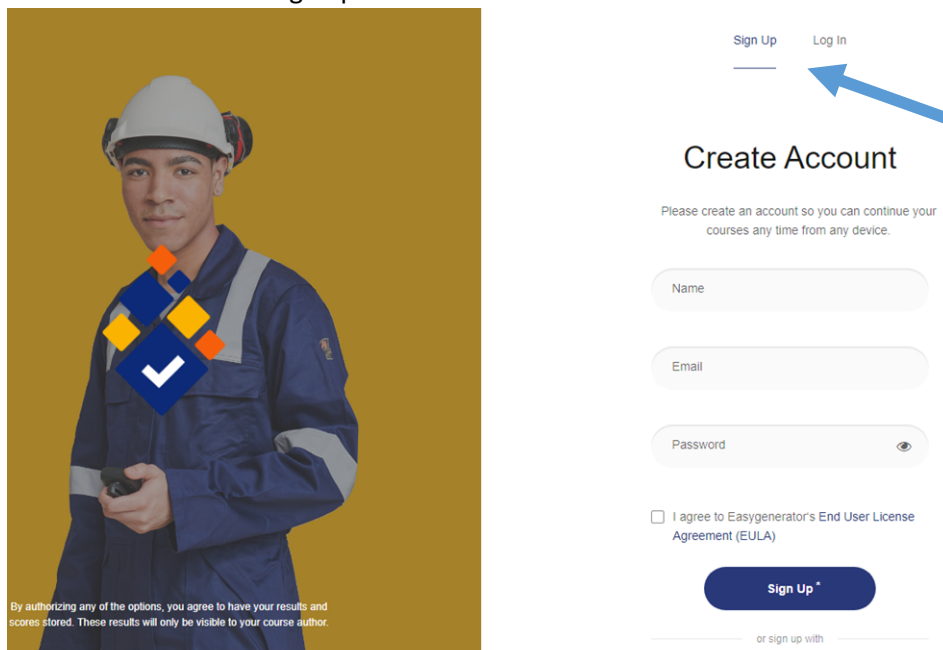 Sign Up Log In
Create Account
Please create an account so you can continue your
courses any time from any device.
Name
Email
Password
I agree to Easygenerator's End User License
Agreement (EULA)
Sign Up*
or sign up with
By authorizing any of the options, you agree to have your results and
scores stored. These results will only be visible to your course author.